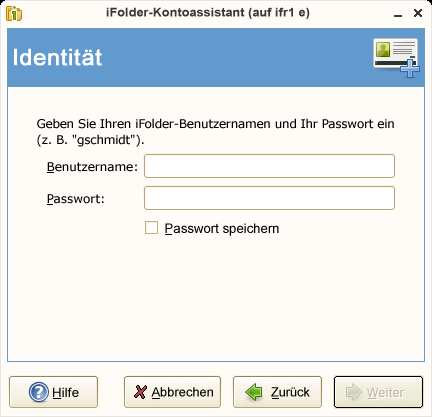 iFolder-Kontoassistant (auf ifr1 e)
Identität
Geben Sie Ihren iFolder-Benutzernamen und Ihr Passwort ein
(z. B. "gschmidt").
Benutzername:
Passwort:
Passwort speichern
Hilfe
Abbrechen
Zurück
Weiter